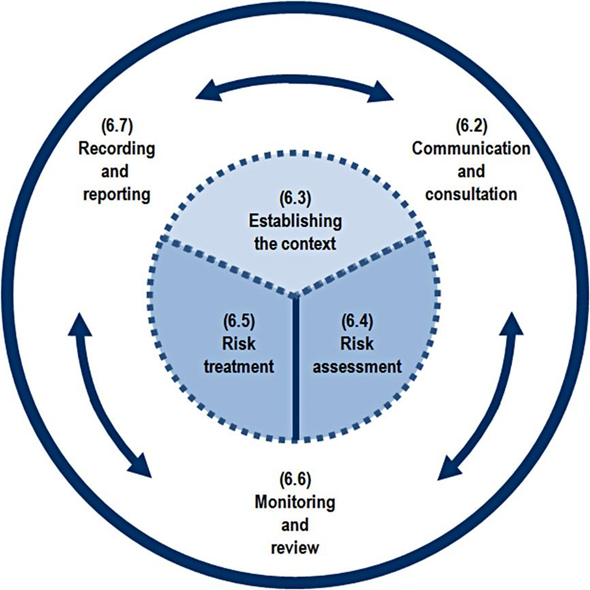 (6.7)
Recording
and
reporting
(6.2)
Communication
and
consultation
(6.3)
Establishing
the context
(6.5)
Risk
treatment
(6.4)
Risk
assessment
(6.6)
Monitoring
and
review